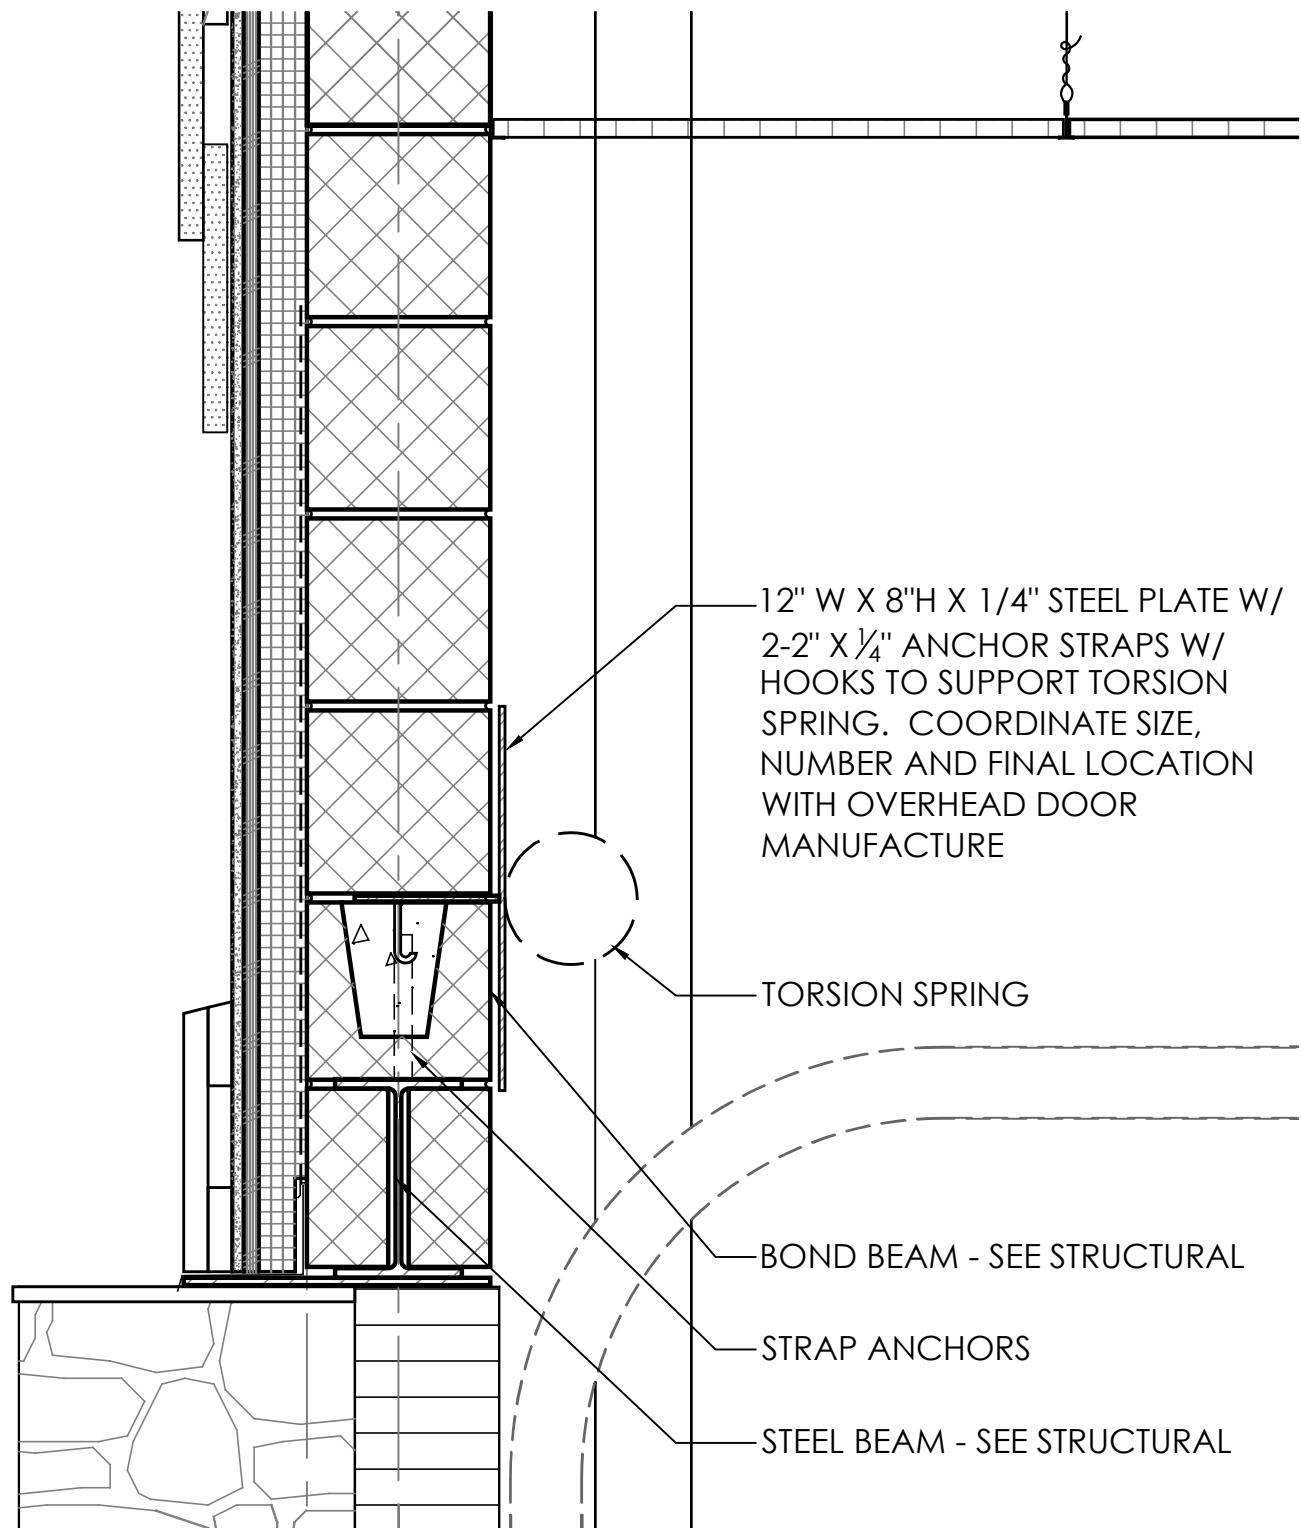 12" W X 8"H X 1/4" STEEL PLATE W/
2-2" X ¼" ANCHOR STRAPS W/
HOOKS TO SUPPORT TORSION
SPRING. COORDINATE SIZE,
NUMBER AND FINAL LOCATION
WITH OVERHEAD DOOR
MANUFACTURE
TORSION SPRING
BOND BEAM - SEE STRUCTURAL
STRAP ANCHORS
STEEL BEAM - SEE STRUCTURAL